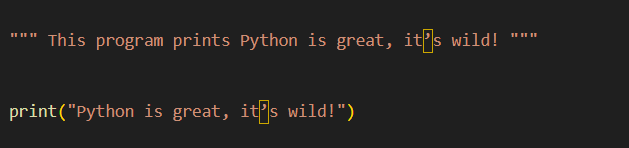 """ This program prints Python is great, it’s wild! """
print("Python is great, it’s wild!")